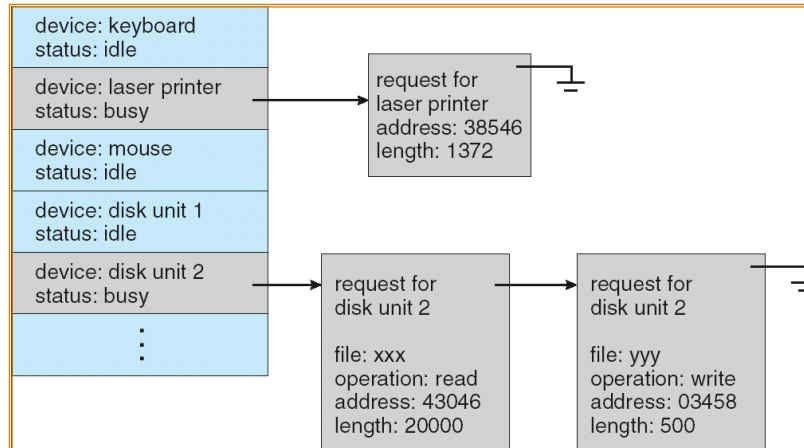 device: keyboard
status: idle
device: laser printer
status: busy
device: mouse
status: idle
device: disk unit 1
status: idle
device: disk unit 2
status: busy
request for
laser printer
address: 38546
length: 1372
request for
disk unit 2
file: xxx
operation: read
address: 43046
length: 20000
request for
disk unit 2
file: yyy
operation: write
address: 03458
length: 500